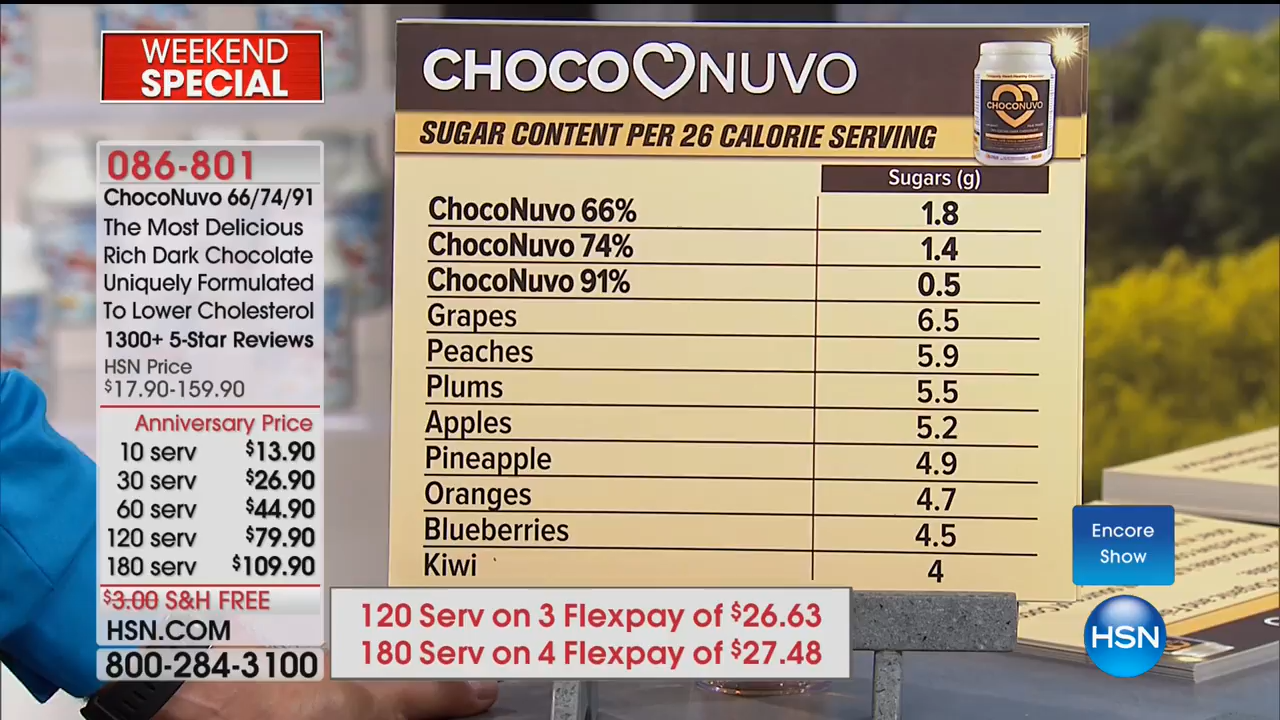 WEEKEND
SPECIAL
086-801
ChocoNuvo 66/74/91
The Most Delicious
Rich Dark Chocolate
Uniquely Formulated
To Lower Cholesterol
1300+ 5-Star Reviews
HSN Price
$17.90-159.90
Anniversary Price
10 serv $13.90
30 serv $26.90
60 serv $44.90
120 serv $79.90
180 serv $109.90
$3.00 S&H FREE
HSN.COM
800-284-3100
CHOCO NUVO
CHOCONUVO
SUGAR CONTENT PER 26 CALORIE SERVING
Sugars (g)
ChocoNuvo 66% 1.8
ChocoNuvo 74% 1.4
ChocoNuvo 91% 0.5
Grapes 6.5
Peaches 5.9
Plums 5.5
Apples 5.2
Pineapple 4.9
Oranges 4.7
Blueberries 4.5
Kiwi 4
120 Serv on 3 Flexpay of $26.63
180 Serv on 4 Flexpay of $27.48
Encore
Show
HSN